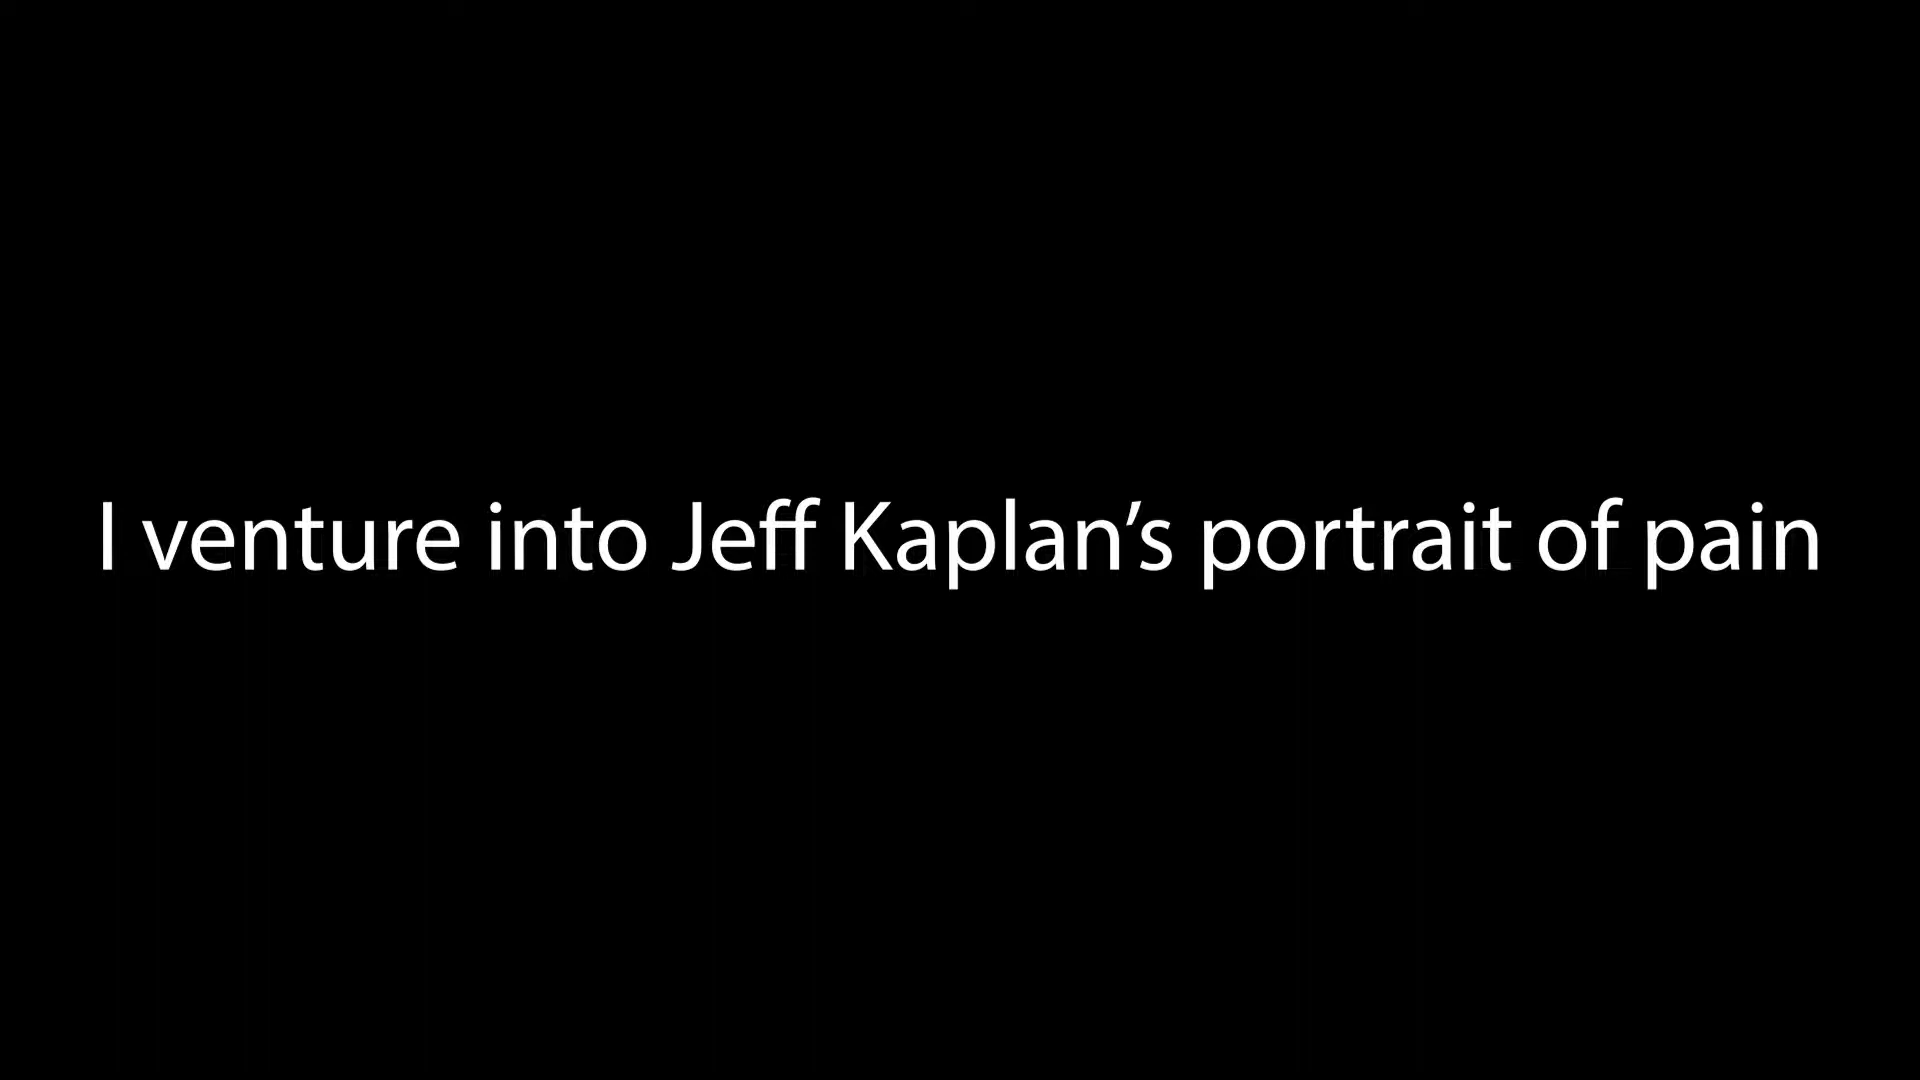 I venture into Jeff Kaplan’s portrait of pain